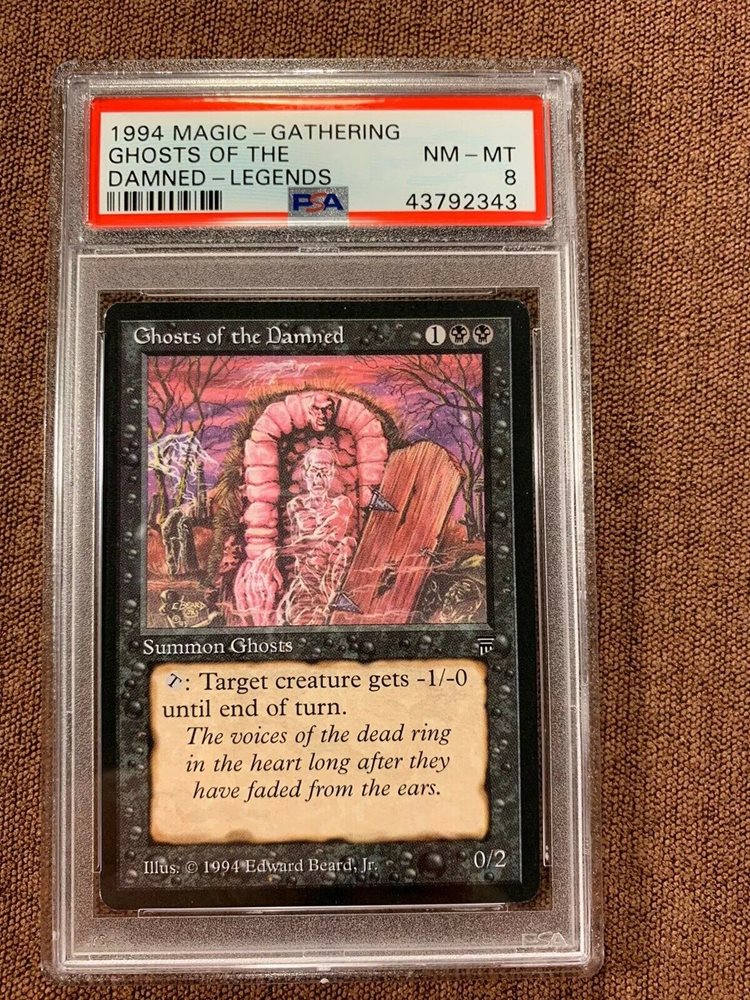 1994 MAGIC-GATHERING
GHOSTS OF THE NM-MT
DAMNED-LEGENDS 8
PSA 43792343
Ghosts of the Damned 1
Summon Ghosts
T: Target creature gets -1/-0
until end of turn.
The voices of the dead ring
in the heart long after they
have faded from the ears.
Illus. © 1994 Edward Beard, Jr. 0/2
PSA